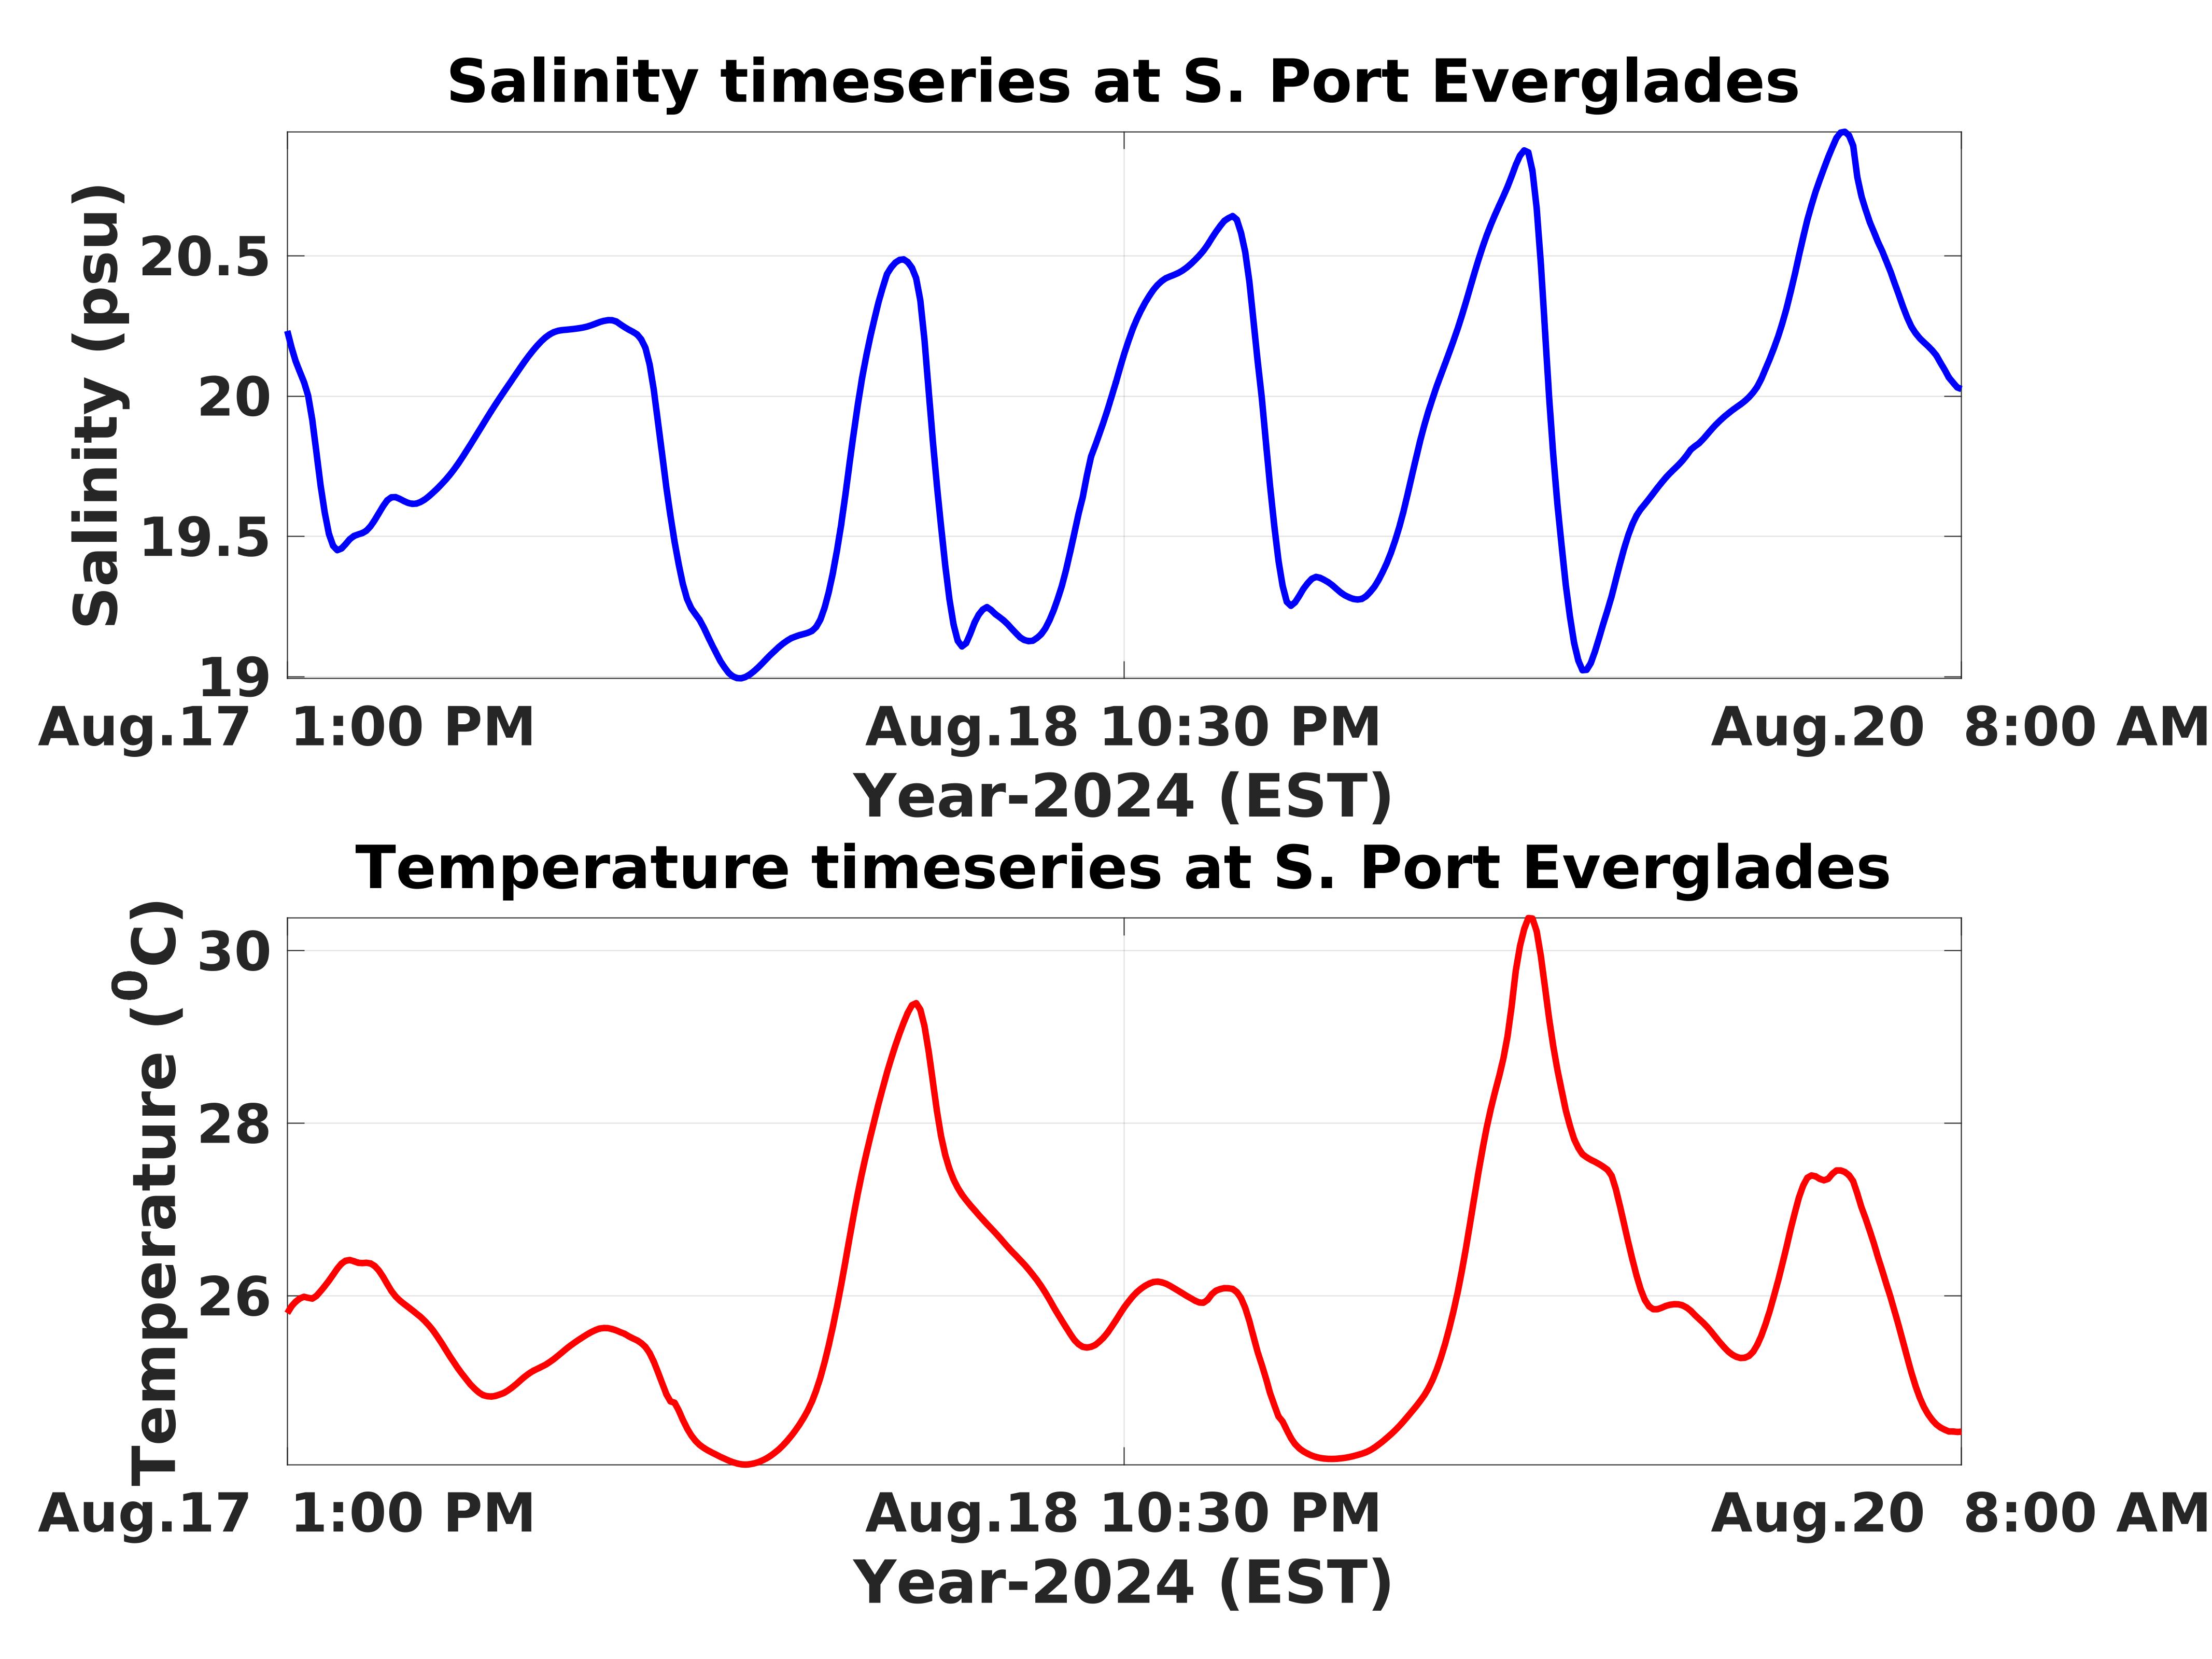 Salinity timeseries at S. Port Everglades
Salinity (psu)
20.5
20
19.5
19
Aug.17 1:00 PM
Aug.18 10:30 PM
Aug.20 8:00 AM
Year-2024 (EST)
Temperature timeseries at S. Port Everglades
Temperature (⁰C)
30
28
26
Aug.17 1:00 PM
Aug.18 10:30 PM
Aug.20 8:00 AM
Year-2024 (EST)